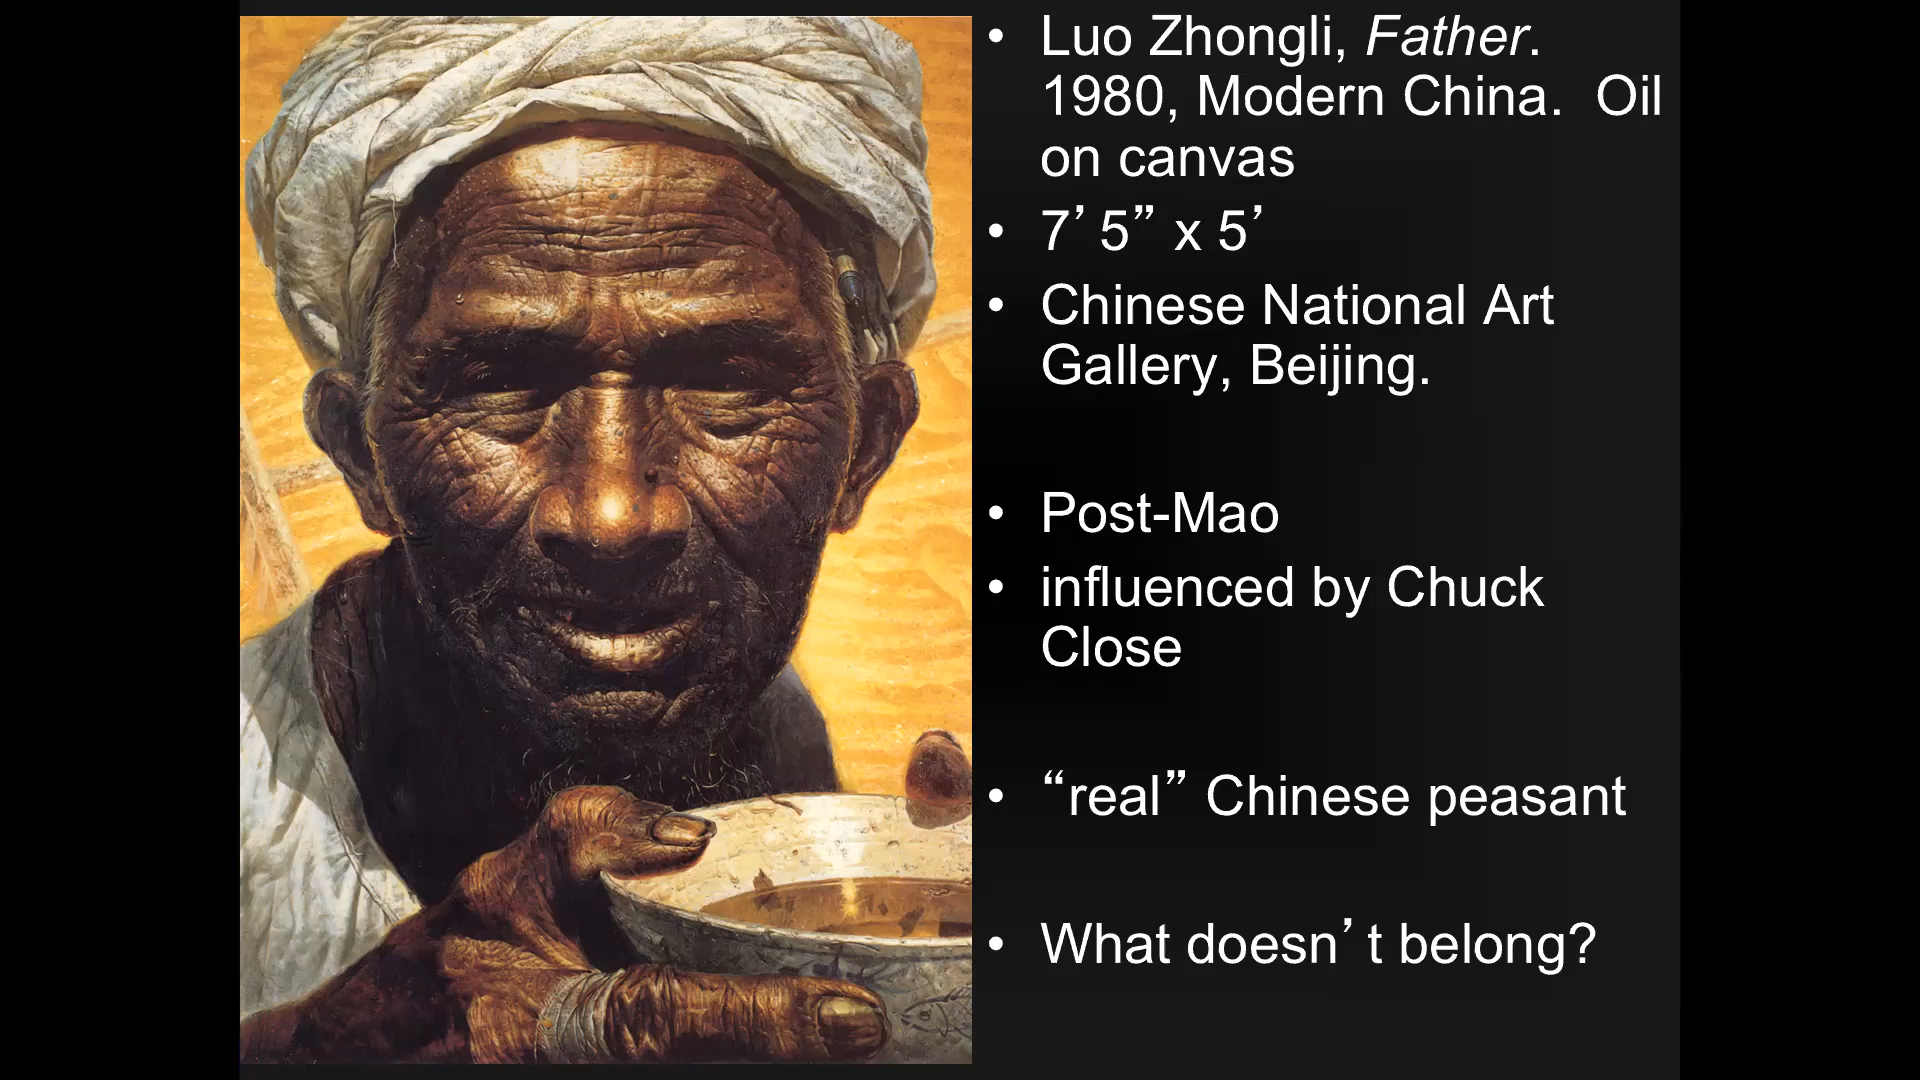 • Luo Zhongli, Father.
1980, Modern China.  Oil
on canvas
• 7’ 5” x 5’
• Chinese National Art
Gallery, Beijing.
• Post-Mao
• influenced by Chuck
Close
• “real” Chinese peasant
• What doesn’t belong?